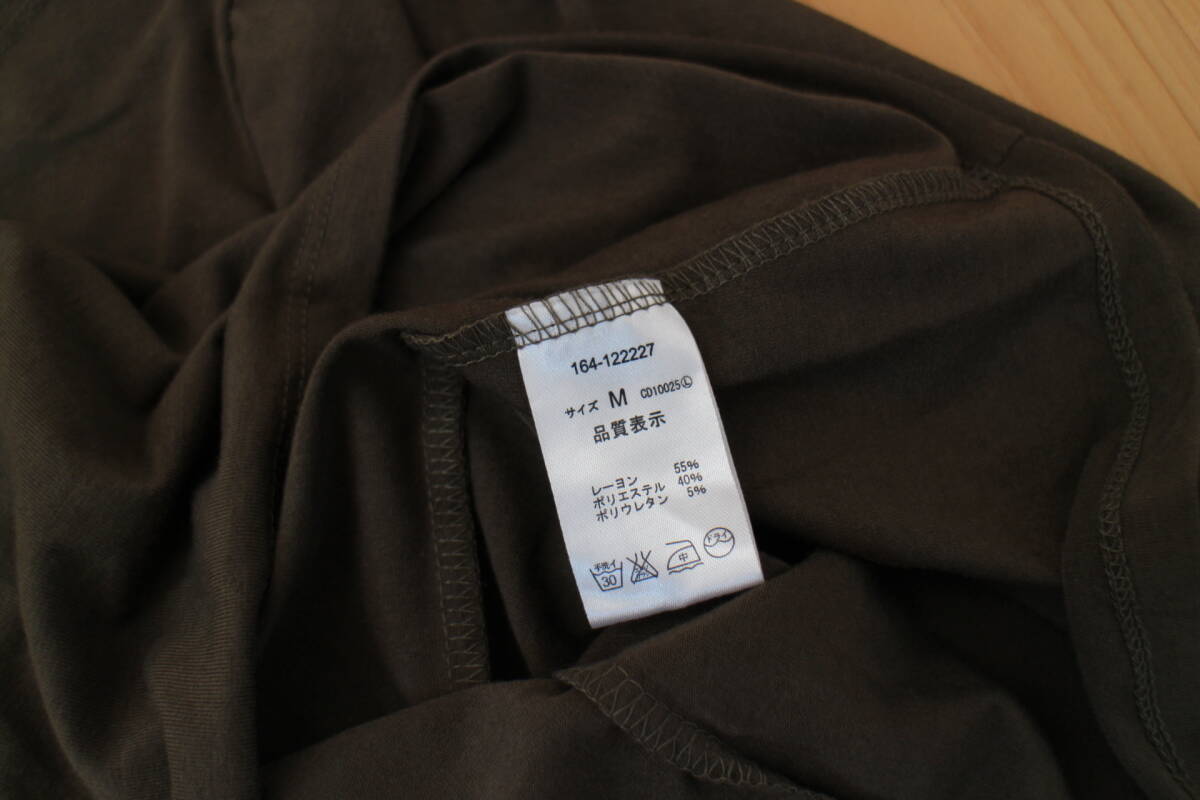 164-122227
サイズ M CD10025Ⓛ
品質表示
レーヨン 55%
ポリエステル 40%
ポリウレタン 5%
手洗イ 30 中 ドライ